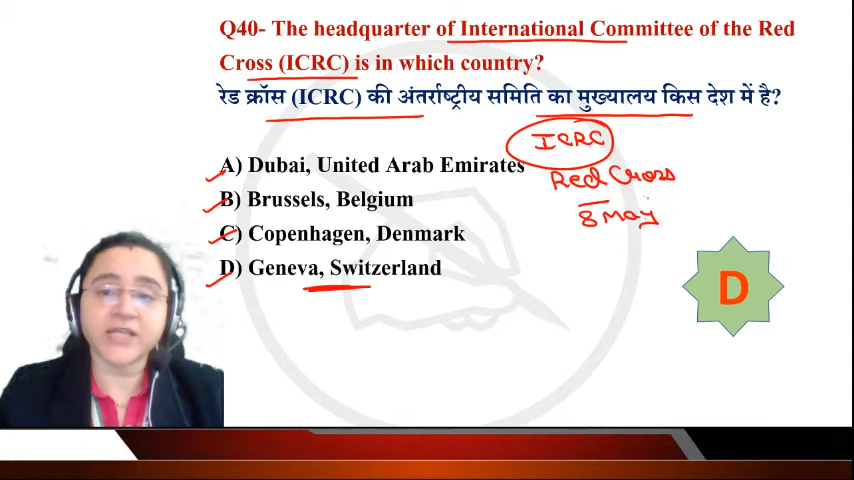 Q40- The headquarter of International Committee of the Red
Cross (ICRC) is in which country?
रेड क्रॉस (ICRC) की अंतर्राष्ट्रीय समिति का मुख्यालय किस देश में है?
ICRC
A) Dubai, United Arab Emirates
Red Cross
B) Brussels, Belgium
8 May
C) Copenhagen, Denmark
D) Geneva, Switzerland
D